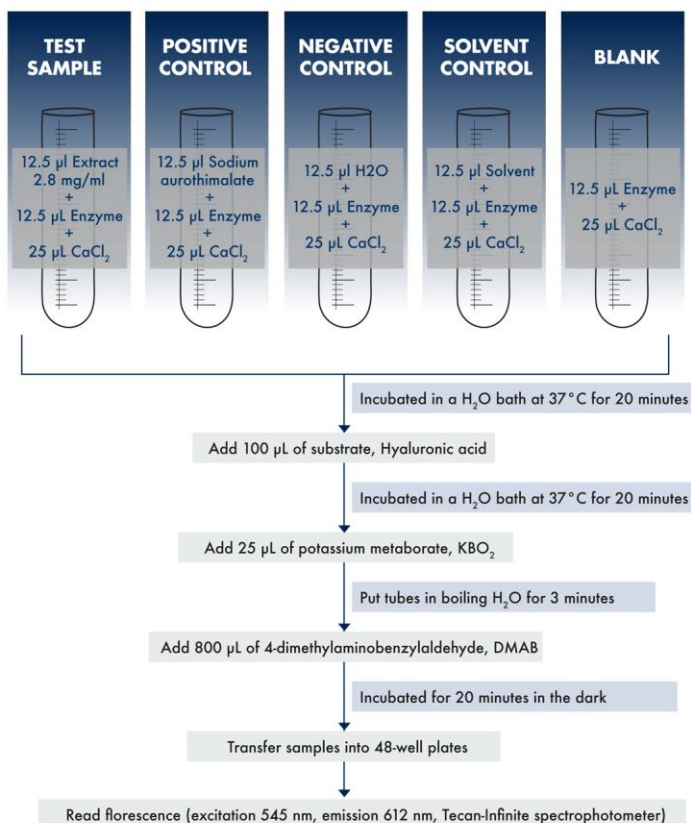 TEST
SAMPLE
12.5 µl Extract
2.8 mg/ml
+
12.5 µL Enzyme
+
25 µL CaCl₂
POSITIVE
CONTROL
12.5 µl Sodium
aurothimalate
+
12.5 µL Enzyme
+
25 µL CaCl₂
NEGATIVE
CONTROL
12.5 µl H2O
+
12.5 µL Enzyme
+
25 µL CaCl₂
SOLVENT
CONTROL
12.5 µl Solvent
+
12.5 µL Enzyme
+
25 µL CaCl₂
BLANK
12.5 µL Enzyme
+
25 µL CaCl₂
Incubated in a H₂O bath at 37°C for 20 minutes
Add 100 µL of substrate, Hyaluronic acid
Incubated in a H₂O bath at 37°C for 20 minutes
Add 25 µL of potassium metaborate, KBO₂
Put tubes in boiling H₂O for 3 minutes
Add 800 µL of 4-dimethylaminobenzylaldehyde, DMAB
Incubated for 20 minutes in the dark
Transfer samples into 48-well plates
Read florescence (excitation 545 nm, emission 612 nm, Tecan-Infinite spectrophotometer)